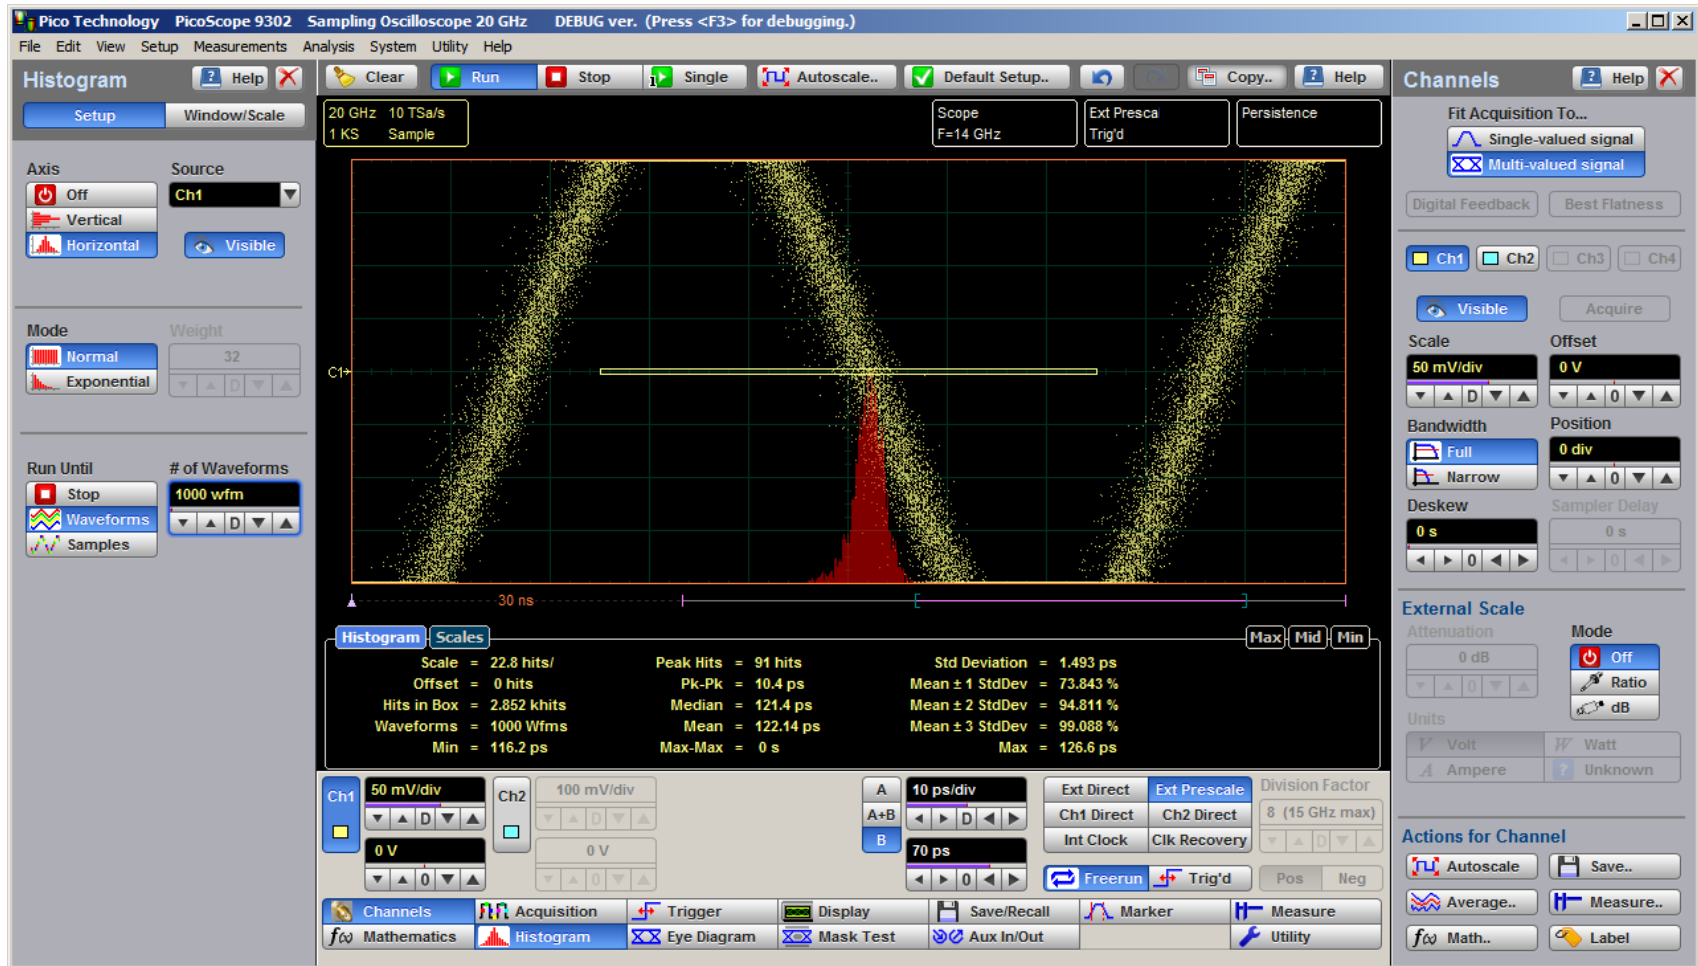 Pico Technology PicoScope 9302 Sampling Oscilloscope 20 GHz DEBUG ver. (Press <F3> for debugging.)
File Edit View Setup Measurements Analysis System Utility Help
Histogram Help
Setup Window/Scale
Axis Source
Off Ch1
Vertical
Horizontal Visible
Mode Weight
Normal 32
Exponential D
Run Until # of Waveforms
Stop 1000 wfm
Waveforms D
Samples
Clear Run Stop Single Autoscale.. Default Setup.. Copy.. Help
20 GHz 10 TSa/s
1 KS Sample
Scope
F=14 GHz
Ext Presca
Trig'd
Persistence
C1
30 ns
Histogram Scales Max Mid Min
Scale = 22.8 hits/ Peak Hits = 91 hits Std Deviation = 1.493 ps
Offset = 0 hits Pk-Pk = 10.4 ps Mean ± 1 StdDev = 73.843 %
Hits in Box = 2.852 khits Median = 121.4 ps Mean ± 2 StdDev = 94.811 %
Waveforms = 1000 Wfms Mean = 122.14 ps Mean ± 3 StdDev = 99.088 %
Min = 116.2 ps Max-Max = 0 s Max = 126.6 ps
Ch1 50 mV/div Ch2 100 mV/div A 10 ps/div Ext Direct Ext Prescale Division Factor
D D A+B D Ch1 Direct Ch2 Direct 8 (15 GHz max)
0 V 0 V B 70 ps Int Clock Clk Recovery D
0 0 0 Freerun Trig'd Pos Neg
Channels Acquisition Trigger Display Save/Recall Marker Measure
f(x) Mathematics Histogram Eye Diagram Mask Test Aux In/Out Utility
Channels Help
Fit Acquisition To...
Single-valued signal
Multi-valued signal
Digital Feedback Best Flatness
Ch1 Ch2 Ch3 Ch4
Visible Acquire
Scale Offset
50 mV/div 0 V
D 0
Bandwidth Position
Full 0 div
Narrow 0
Deskew Sampler Delay
0 s 0 s
0 0
External Scale
Attenuation Mode
0 dB Off
0 Ratio
dB
Units
V Volt W Watt
A Ampere ? Unknown
Actions for Channel
Autoscale Save..
Average.. Measure..
f(x) Math.. Label